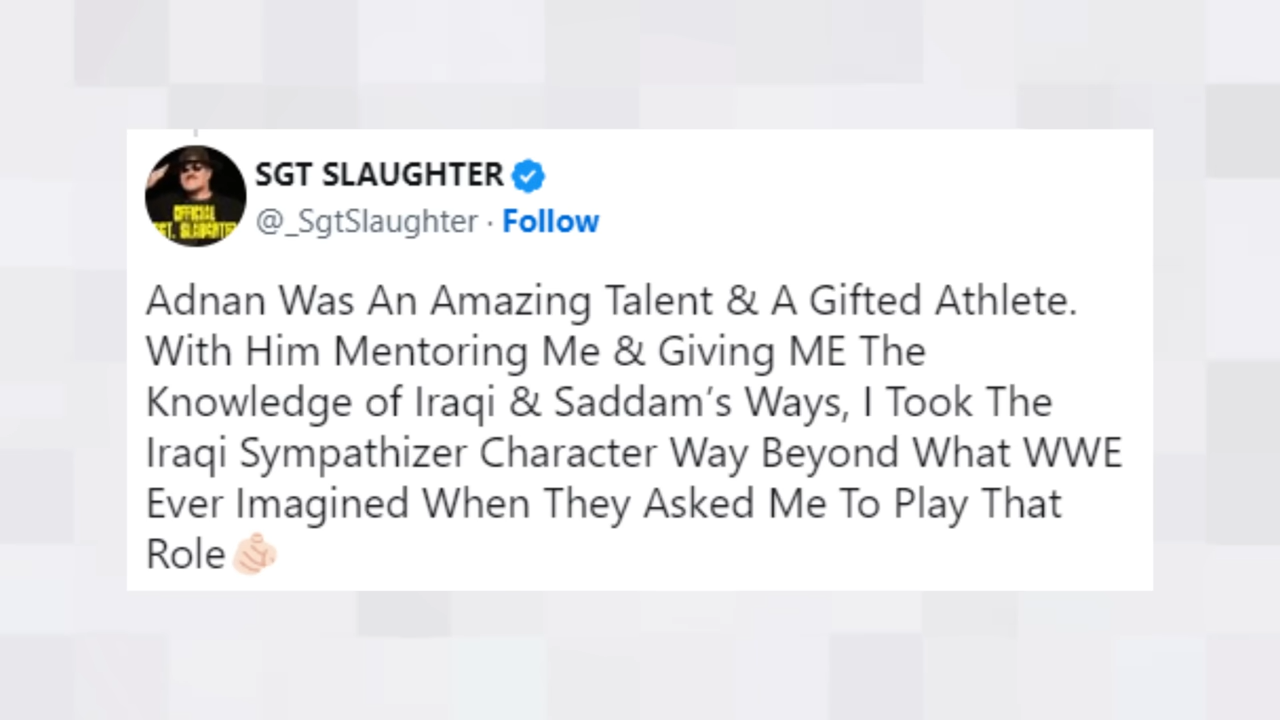 SGT SLAUGHTER
@_SgtSlaughter · Follow
OFFICIAL
SGT. SLAUGHTER
Adnan Was An Amazing Talent & A Gifted Athlete.
With Him Mentoring Me & Giving ME The
Knowledge of Iraqi & Saddam’s Ways, I Took The
Iraqi Sympathizer Character Way Beyond What WWE
Ever Imagined When They Asked Me To Play That
Role🫵🏻